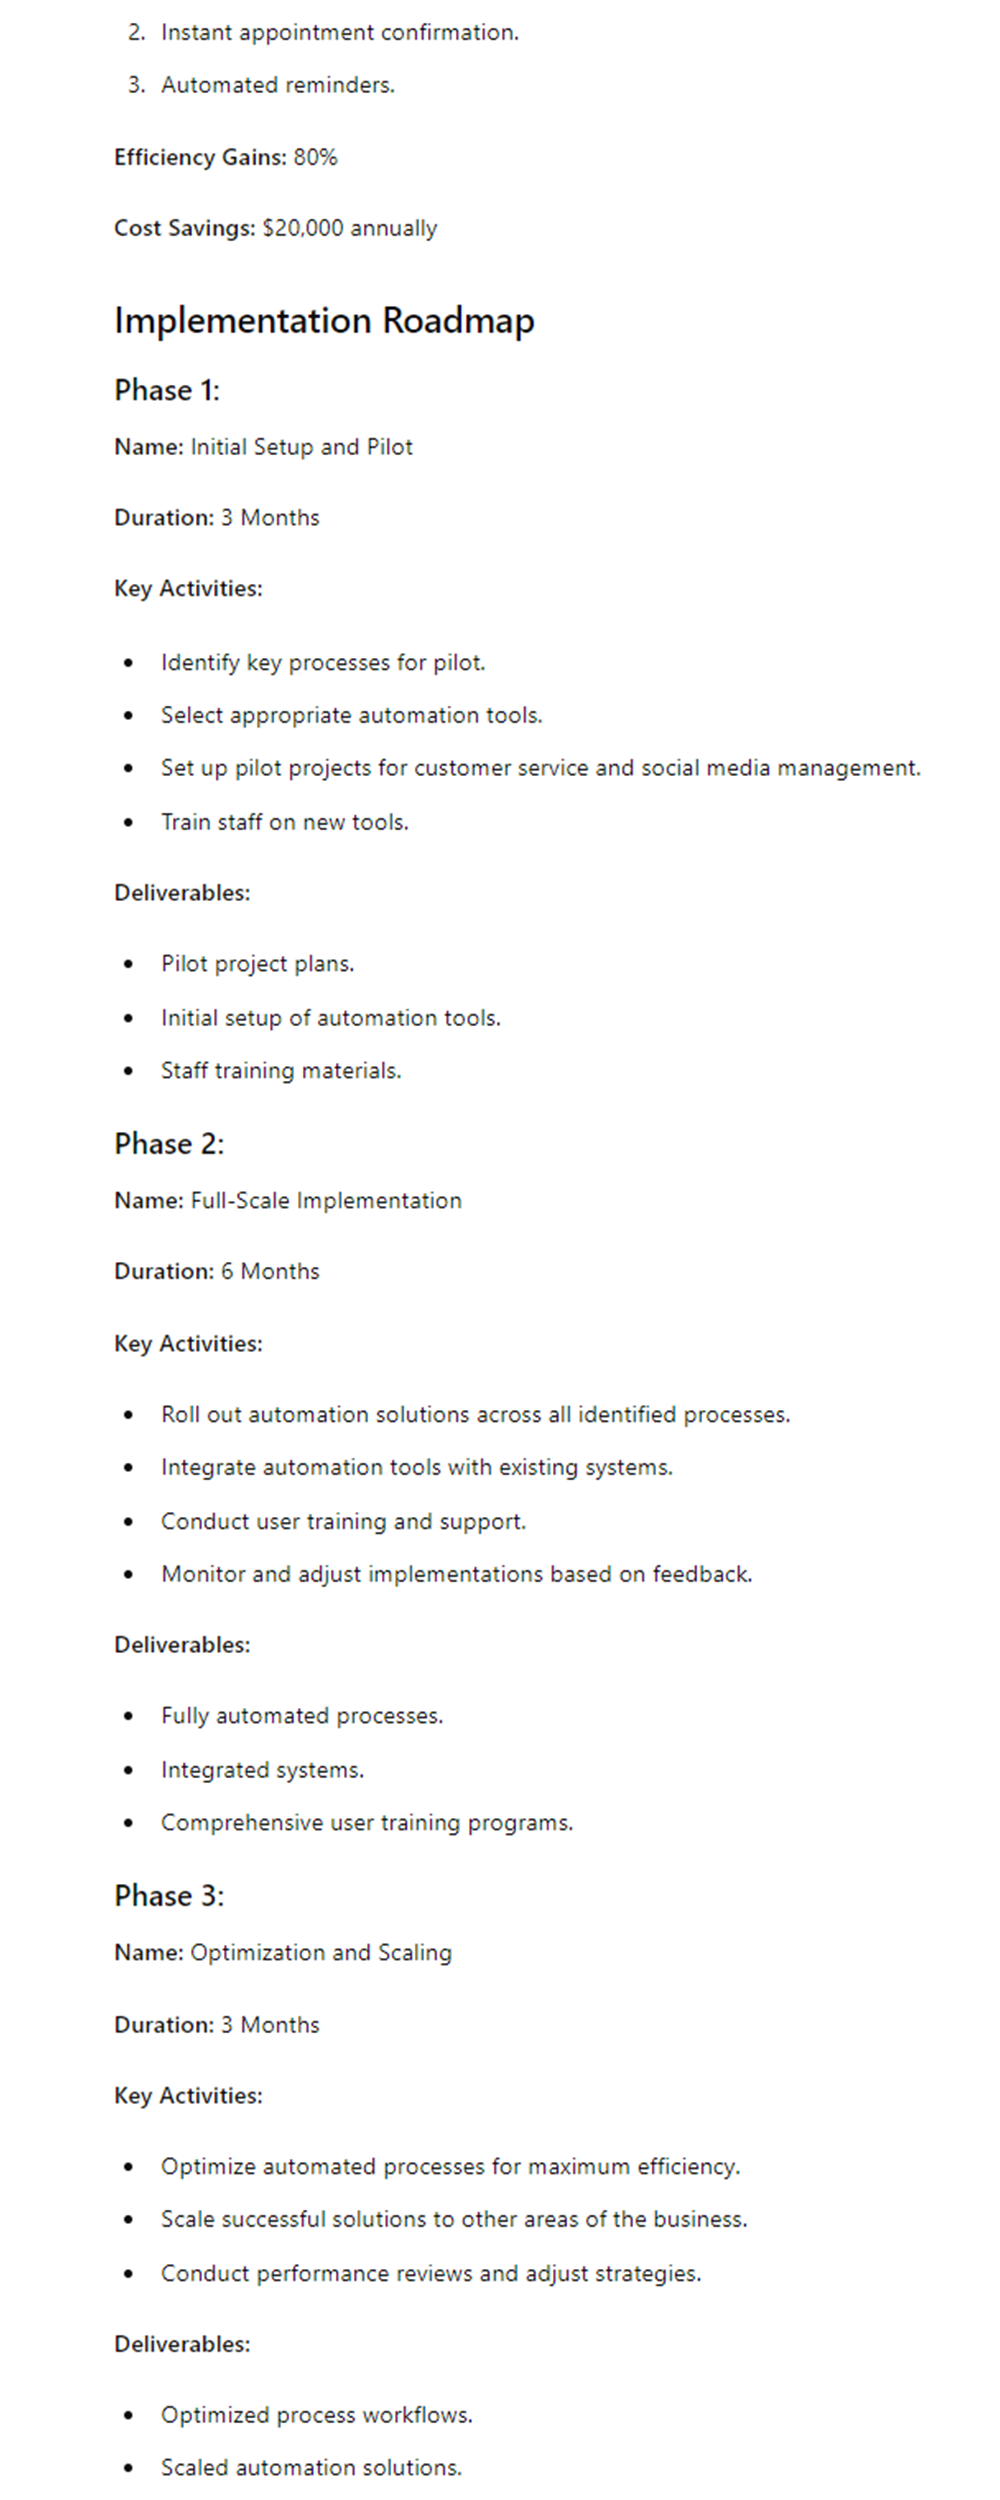 2. Instant appointment confirmation.
3. Automated reminders.
Efficiency Gains: 80%
Cost Savings: $20,000 annually
Implementation Roadmap
Phase 1:
Name: Initial Setup and Pilot
Duration: 3 Months
Key Activities:
• Identify key processes for pilot.
• Select appropriate automation tools.
• Set up pilot projects for customer service and social media management.
• Train staff on new tools.
Deliverables:
• Pilot project plans.
• Initial setup of automation tools.
• Staff training materials.
Phase 2:
Name: Full-Scale Implementation
Duration: 6 Months
Key Activities:
• Roll out automation solutions across all identified processes.
• Integrate automation tools with existing systems.
• Conduct user training and support.
• Monitor and adjust implementations based on feedback.
Deliverables:
• Fully automated processes.
• Integrated systems.
• Comprehensive user training programs.
Phase 3:
Name: Optimization and Scaling
Duration: 3 Months
Key Activities:
• Optimize automated processes for maximum efficiency.
• Scale successful solutions to other areas of the business.
• Conduct performance reviews and adjust strategies.
Deliverables:
• Optimized process workflows.
• Scaled automation solutions.